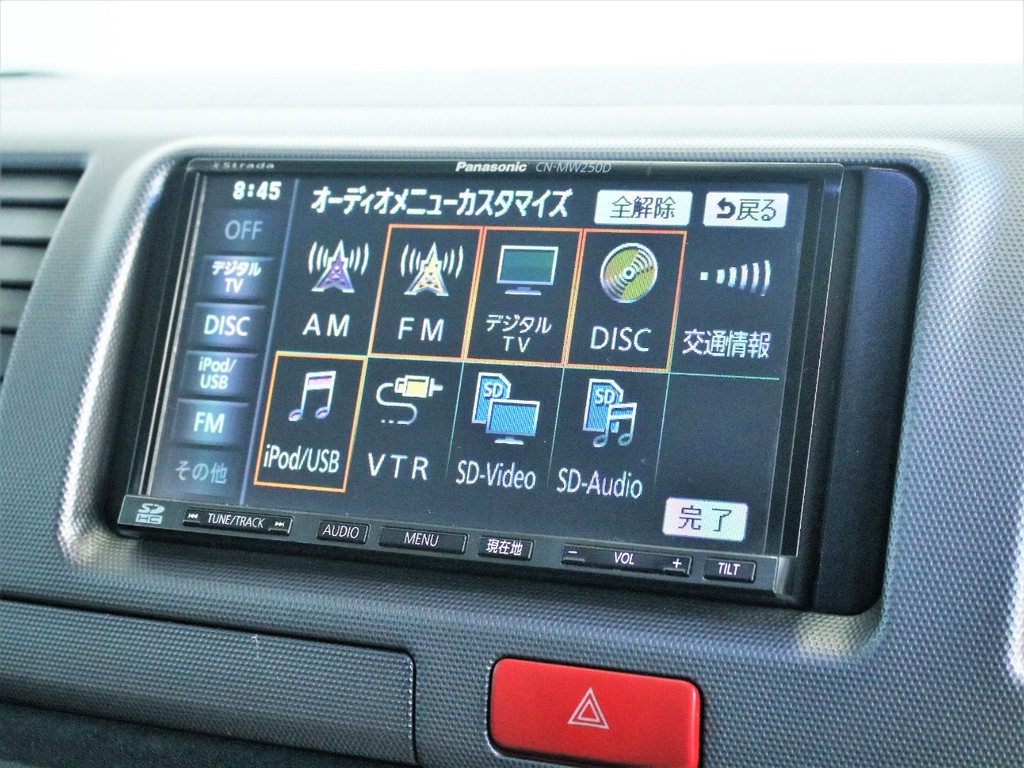 Strada
Panasonic CN-MW250D
8:45
オーディオメニューカスタマイズ
全解除
戻る
OFF
デジタル
TV
DISC
iPod/
USB
FM
その他
AM
FM
デジタル
TV
DISC
交通情報
iPod/USB
VTR
SD
SD-Video
SD
SD-Audio
完了
SD
HC
TUNE/TRACK
AUDIO
MENU
現在地
− VOL +
TILT